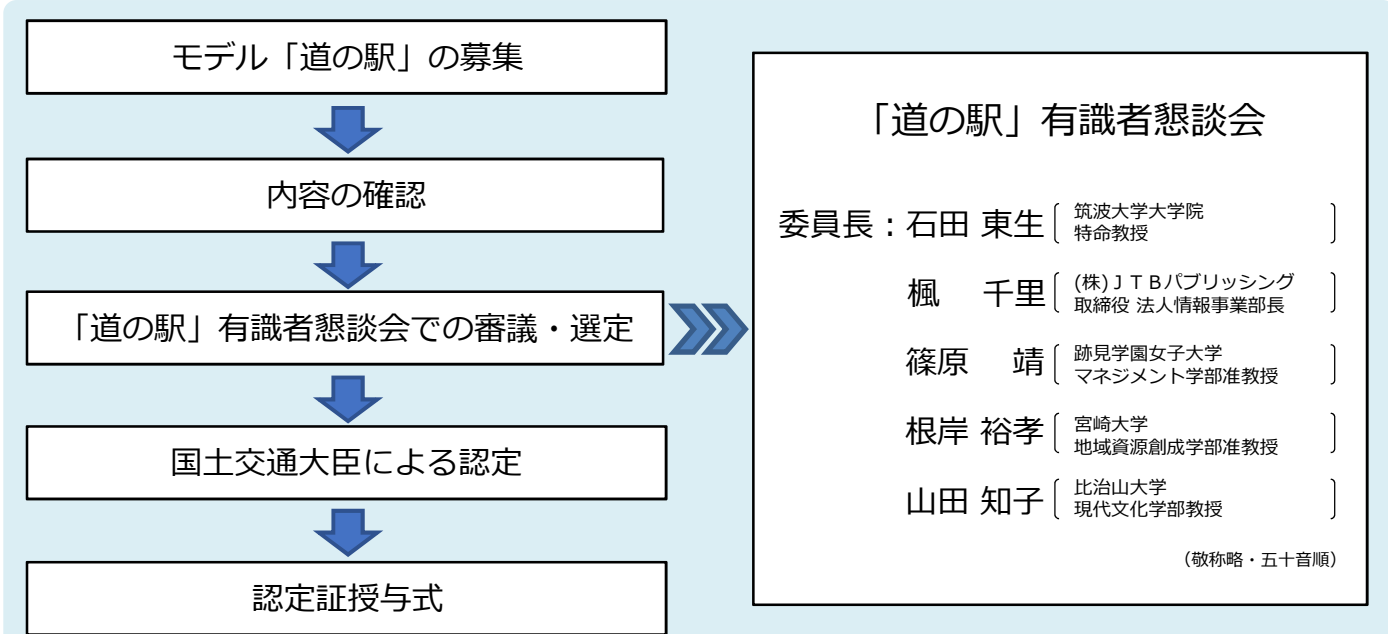 モデル「道の駅」の募集
内容の確認
「道の駅」有識者懇談会での審議・選定
国土交通大臣による認定
認定証授与式
「道の駅」有識者懇談会
委員長：石田 東生 〔 筑波大学大学院
特命教授 〕
楓　千里 〔 (株)ＪＴＢパブリッシング
取締役 法人情報事業部長 〕
篠原　靖 〔 跡見学園女子大学
マネジメント学部准教授 〕
根岸 裕孝 〔 宮崎大学
地域資源創成学部准教授 〕
山田 知子 〔 比治山大学
現代文化学部教授 〕
（敬称略・五十音順）